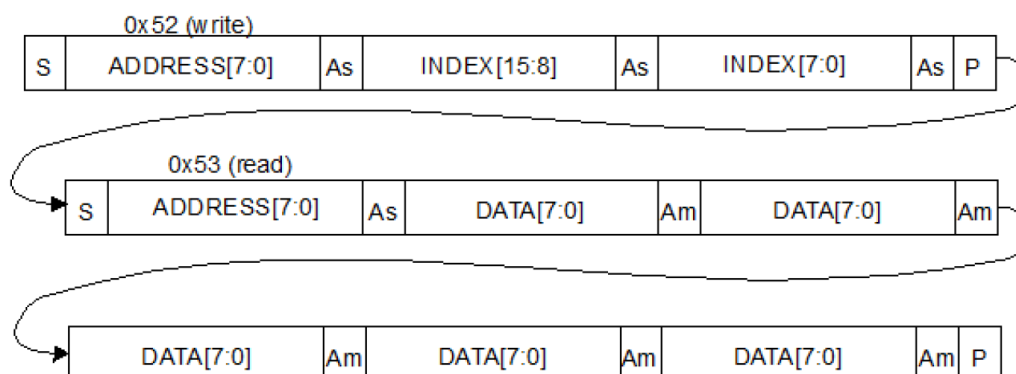 0x52 (write)
S ADDRESS[7:0] As INDEX[15:8] As INDEX[7:0] As P
0x53 (read)
S ADDRESS[7:0] As DATA[7:0] Am DATA[7:0] Am
DATA[7:0] Am DATA[7:0] Am DATA[7:0] Am P